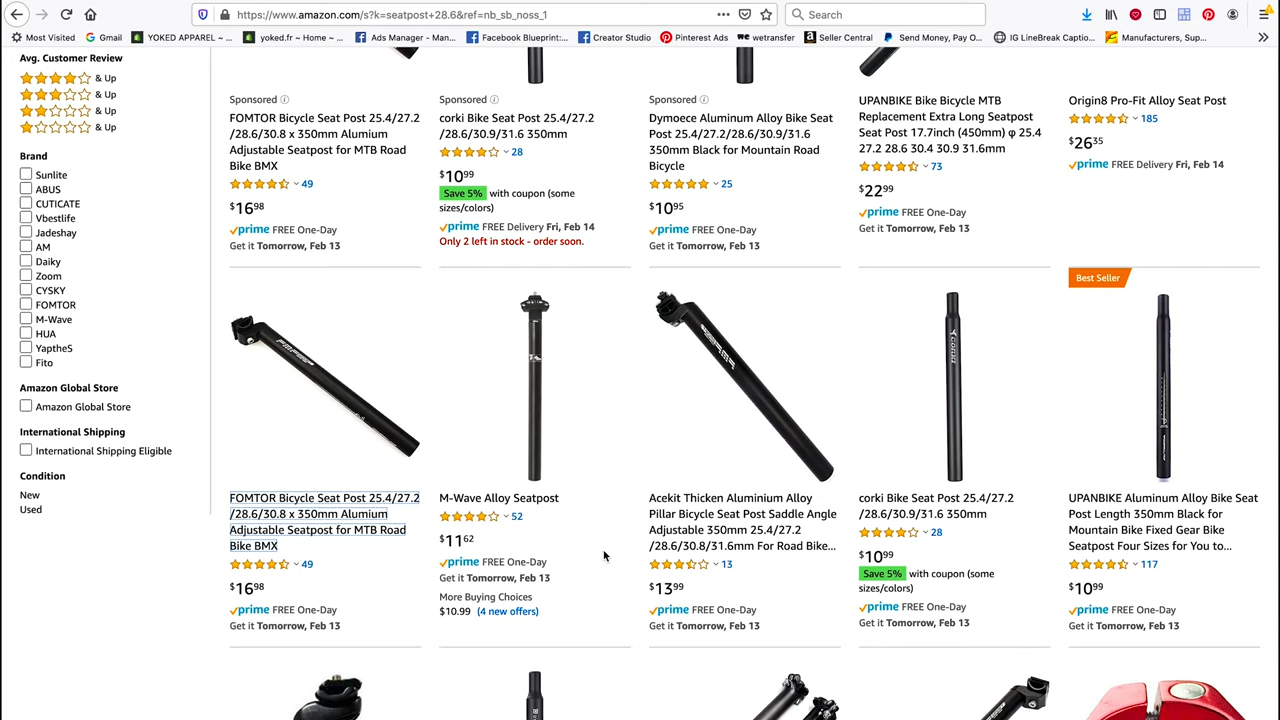 https://www.amazon.com/s?k=seatpost+28.6&ref=nb_sb_noss_1
Search
Most Visited
Gmail
YOKED APPAREL – ...
yoked.fr ~ Home ...
Ads Manager - Man...
Facebook Blueprint:...
Creator Studio
Pinterest Ads
wetransfer
Seller Central
Send Money, Pay O...
IG LineBreak Captio...
Manufacturers, Sup...
Avg. Customer Review
& Up
& Up
& Up
& Up
Brand
Sunlite
ABUS
CUTICATE
Vbestlife
Jadeshay
AM
Daiky
Zoom
CYSKY
FOMTOR
M-Wave
HUA
YaptheS
Fito
Amazon Global Store
Amazon Global Store
International Shipping
International Shipping Eligible
Condition
New
Used
Sponsored
FOMTOR Bicycle Seat Post 25.4/27.2
/28.6/30.8 x 350mm Alumium
Adjustable Seatpost for MTB Road
Bike BMX
49
$16.98
prime FREE One-Day
Get it Tomorrow, Feb 13
Sponsored
corki Bike Seat Post 25.4/27.2
/28.6/30.9/31.6 350mm
28
$10.99
Save 5% with coupon (some
sizes/colors)
prime FREE Delivery Fri, Feb 14
Only 2 left in stock - order soon.
Sponsored
Dymoece Aluminum Alloy Bike Seat
Post 25.4/27.2/28.6/30.9/31.6
350mm Black for Mountain Road
Bicycle
25
$10.95
prime FREE One-Day
Get it Tomorrow, Feb 13
UPANBIKE Bike Bicycle MTB
Replacement Extra Long Seatpost
Seat Post 17.7inch (450mm) φ 25.4
27.2 28.6 30.4 30.9 31.6mm
73
$22.99
prime FREE One-Day
Get it Tomorrow, Feb 13
Origin8 Pro-Fit Alloy Seat Post
185
$26.35
prime FREE Delivery Fri, Feb 14
FOMTOR Bicycle Seat Post 25.4/27.2
/28.6/30.8 x 350mm Alumium
Adjustable Seatpost for MTB Road
Bike BMX
49
$16.98
prime FREE One-Day
Get it Tomorrow, Feb 13
M-Wave Alloy Seatpost
52
$11.62
prime FREE One-Day
Get it Tomorrow, Feb 13
More Buying Choices
$10.99 (4 new offers)
Acekit Thicken Aluminium Alloy
Pillar Bicycle Seat Post Saddle Angle
Adjustable 350mm 25.4/27.2
/28.6/30.8/31.6mm For Road Bike...
13
$13.99
prime FREE One-Day
Get it Tomorrow, Feb 13
corki
corki Bike Seat Post 25.4/27.2
/28.6/30.9/31.6 350mm
28
$10.99
Save 5% with coupon (some
sizes/colors)
prime FREE One-Day
Get it Tomorrow, Feb 13
Best Seller
UPANBIKE Aluminum Alloy Bike Seat
Post Length 350mm Black for
Mountain Bike Fixed Gear Bike
Seatpost Four Sizes for You to...
117
$10.99
prime FREE One-Day
Get it Tomorrow, Feb 13